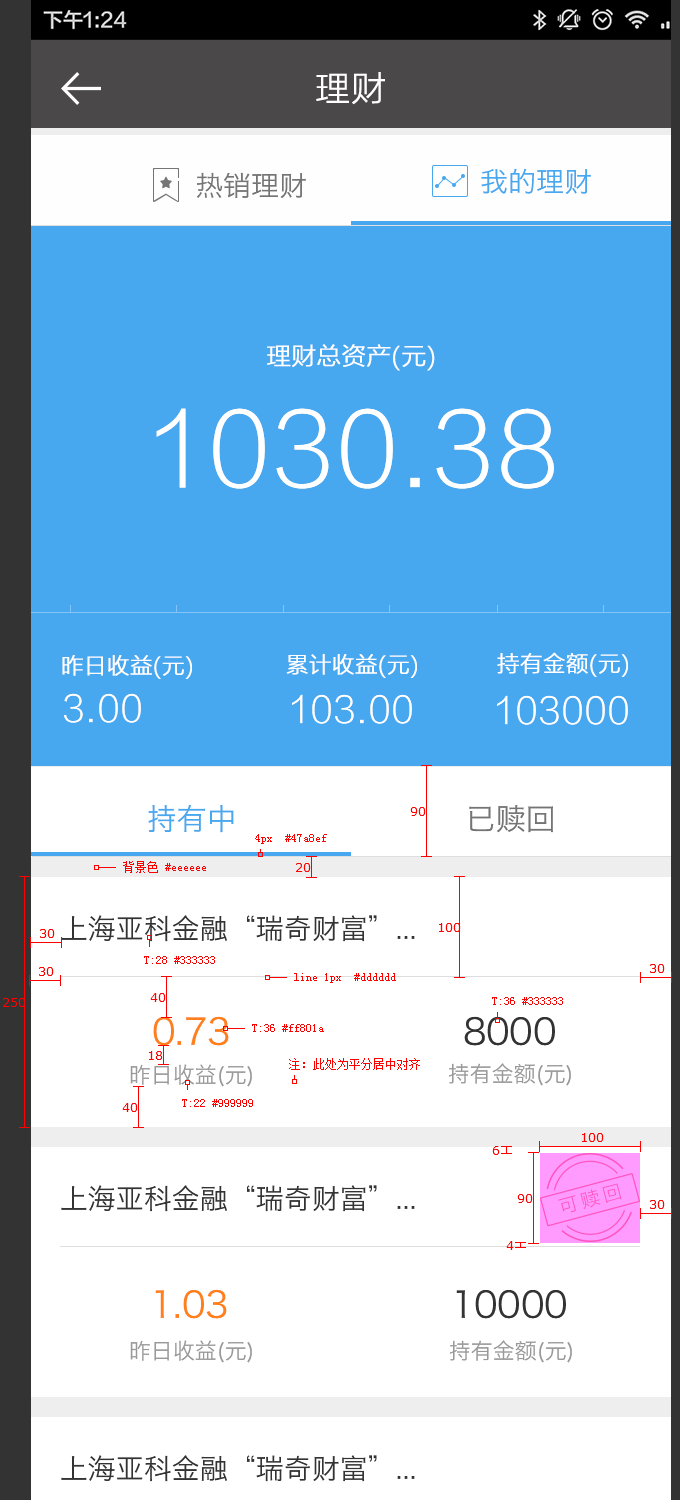 下午1:24
理财
热销理财
我的理财
理财总资产(元)
1030.38
昨日收益(元)
累计收益(元)
持有金额(元)
3.00
103.00
103000
持有中
已赎回
90
4px #47a8ef
背景色 #eeeeee
20
上海亚科金融“瑞奇财富”...
100
30
T:28 #333333
30
30
line 1px #dddddd
250
40
T:36 #333333
0.73
T:36 #ff801a
8000
18
注：此处为平分居中对齐
昨日收益(元)
持有金额(元)
40
T:22 #999999
100
6
上海亚科金融“瑞奇财富”...
90
可赎回
30
4
1.03
10000
昨日收益(元)
持有金额(元)
上海亚科金融“瑞奇财富”...